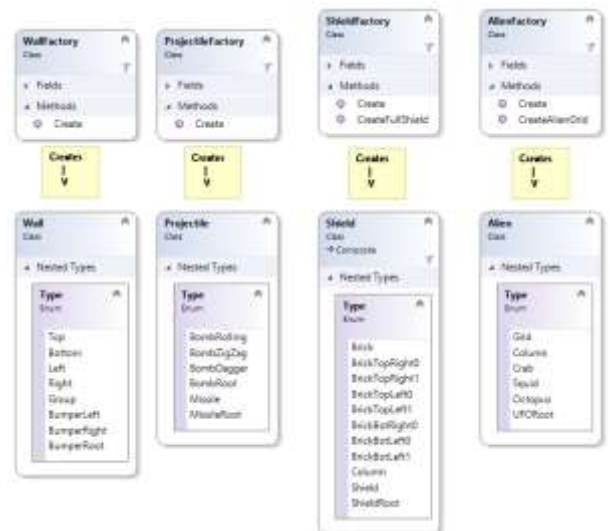 WallFactory
Class
Fields
Methods
Create
ProjectileFactory
Class
Fields
Methods
Create
ShieldFactory
Class
Fields
Methods
Create
CreateFullShield
AlienFactory
Class
Fields
Methods
Create
CreateAlienGrid
Creates
|
V
Creates
|
V
Creates
|
V
Creates
|
V
Wall
Class
Nested Types
Type
Enum
Top
Bottom
Left
Right
Group
BumperLeft
BumperRight
BumperRoot
Projectile
Class
Nested Types
Type
Enum
BombRolling
BombZigZag
BombDagger
BombRoot
Missile
MissileRoot
Shield
Class
Composite
Nested Types
Type
Enum
Brick
BrickTopRight0
BrickTopRight1
BrickTopLeft0
BrickTopLeft1
BrickBotRight0
BrickBotLeft0
BrickBotLeft1
Column
Shield
ShieldRoot
Alien
Class
Nested Types
Type
Enum
Grid
Column
Crab
Squid
Octopus
UFORoot